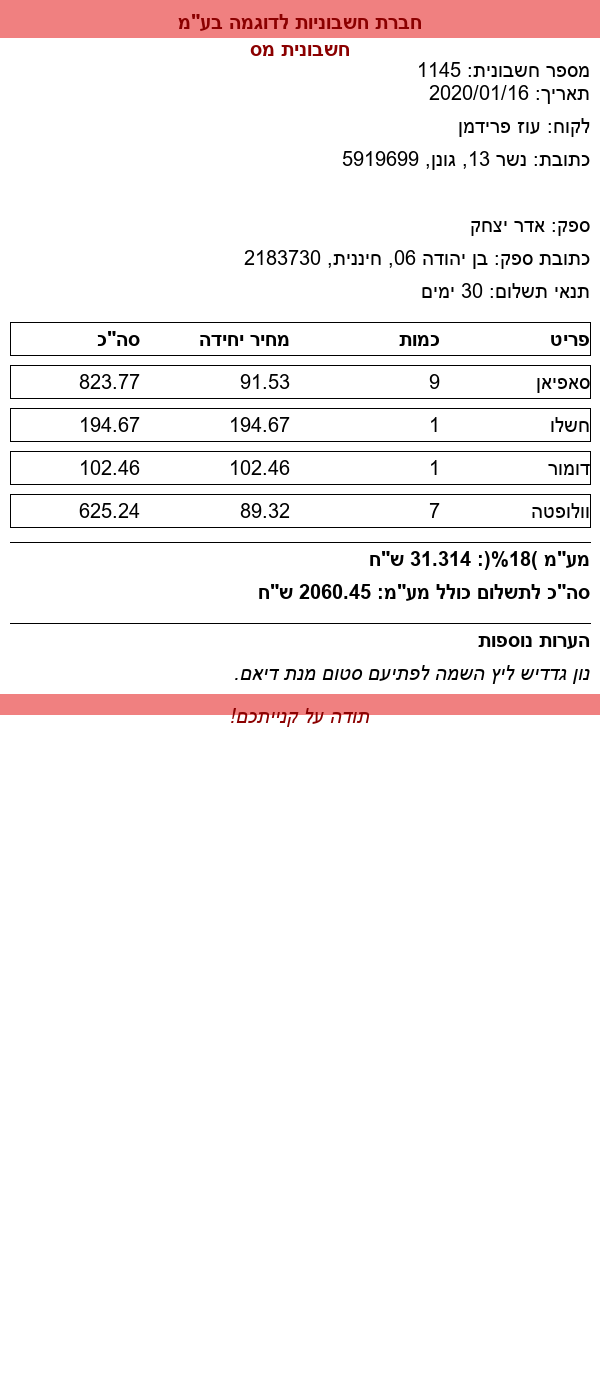 חברת חשבוניות לדוגמה בע"מ
חשבונית מס
מספר חשבונית: 1145
תאריך: 2020/01/16
לקוח: עוז פרידמן
כתובת: נשר 13, גונן, 5919699
ספק: אדר יצחק
כתובת ספק: בן יהודה 06, חיננית, 2183730
תנאי תשלום: 30 ימים
פריט כמות מחיר יחידה סה"כ
סאפיאן 9 91.53 823.77
חשלו 1 194.67 194.67
דומור 1 102.46 102.46
וולופטה 7 89.32 625.24
מע"מ )18%(: 31.314 ש"ח
סה"כ לתשלום כולל מע"מ: 2060.45 ש"ח
הערות נוספות
נון גדדיש ליץ השמה לפתיעם סטום מנת דיאם.
תודה על קנייתכם!